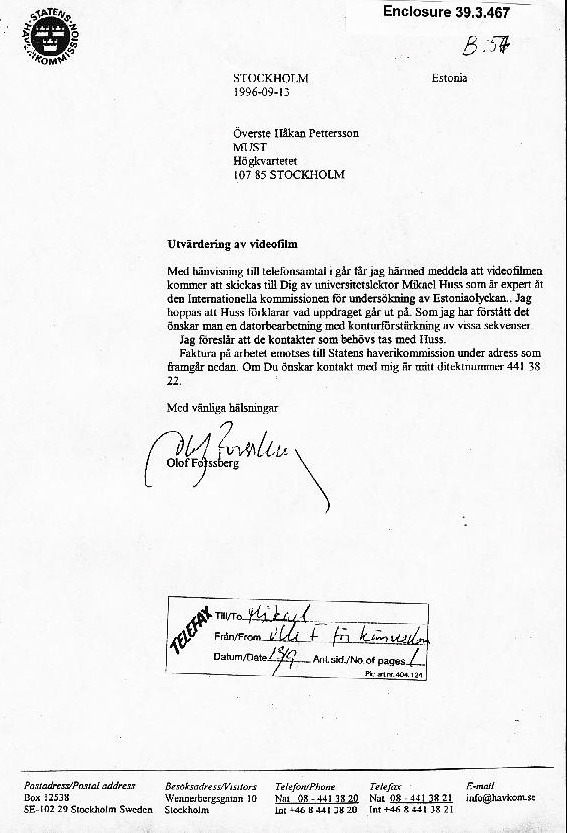 Enclosure 39.3.467
STATENS HAVERIKOMMISSION
B:57
STOCKHOLM Estonia
1996-09-13
Överste Håkan Pettersson
MUST
Högkvartetet
107 85 STOCKHOLM
Utvärdering av videofilm
Med hänvisning till telefonsamtal i går får jag härmed meddela att videofilmen
kommer att skickas till Dig av universitetslektor Mikael Huss som är expert åt
den Internationella kommissionen för undersökning av Estoniaolyckan.. Jag
hoppas att Huss förklarar vad uppdraget går ut på. Som jag har förstått det
önskar man en datorbearbetning med konturförstärkning av vissa sekvenser.
Jag föreslår att de kontakter som behövs tas med Huss.
Faktura på arbetet emotses till Statens haverikommission under adress som
framgår nedan. Om Du önskar kontakt med mig är mitt ditektnummer 441 38
22.
Med vänliga hälsningar
Olof Forssberg
Olof Forssberg
TELEFAX
Till/To Mikael
Från/From Olle F för kännedom
Datum/Date 13/9 Ant.sid./No of pages 1
Pk: art.nr. 404.124
Postadress/Postal address Besöksadress/Visitors Telefon/Phone Telefax E-mail
Box 12538 Wennerbergsgatan 10 Nat 08 - 441 38 20 Nat 08 - 441 38 21 info@havkom.se
SE-102 29 Stockholm Sweden Stockholm Int +46 8 441 38 20 Int +46 8 441 38 21